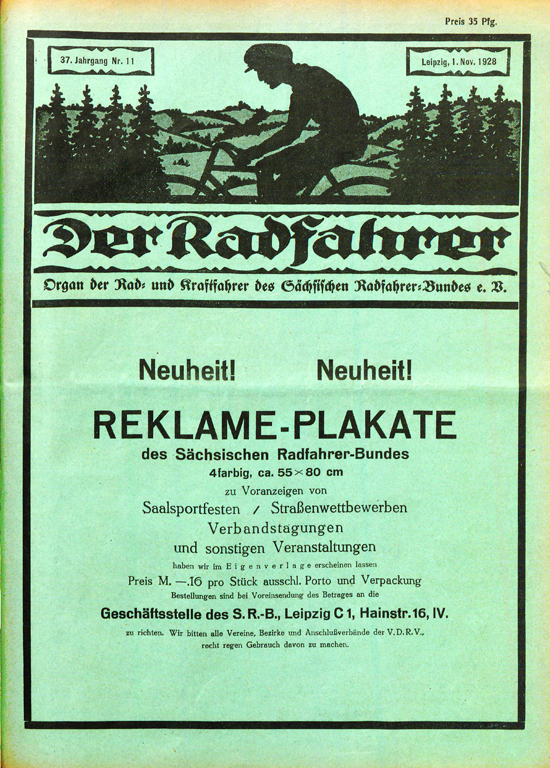 Preis 35 Pfg.
37. Jahrgang Nr. 11
Leipzig, 1. Nov. 1928
Der Radfahrer
Organ der Rad- und Kraftfahrer des Sächsischen Radfahrer-Bundes e. V.
Neuheit! Neuheit!
REKLAME-PLAKATE
des Sächsischen Radfahrer-Bundes
4farbig, ca. 55 × 80 cm
zu Voranzeigen von
Saalsportfesten / Straßenwettbewerben
Verbandstagungen
und sonstigen Veranstaltungen
haben wir im Eigenverlage erscheinen lassen
Preis M. —.16 pro Stück ausschl. Porto und Verpackung
Bestellungen sind bei Voreinsendung des Betrages an die
Geschäftsstelle des S. R.-B., Leipzig C 1, Hainstr. 16, IV.
zu richten. Wir bitten alle Vereine, Bezirke und Anschlußverbände der V. D. R. V.,
recht regen Gebrauch davon zu machen.